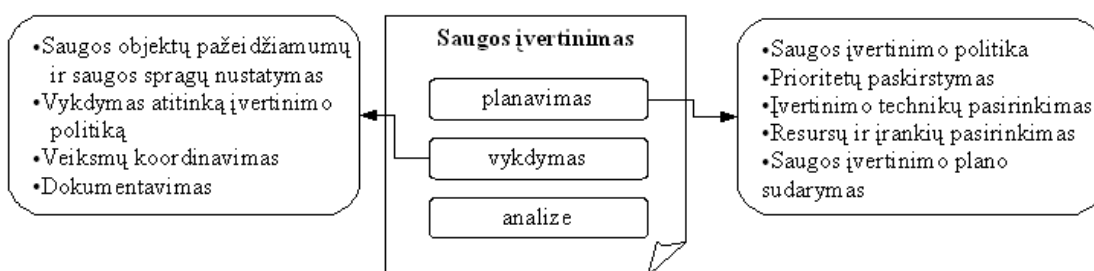 •Saugos objektų pažeidžiamumų
ir saugos spragų nustatymas
•Vykdymas atitinką įvertinimo
politiką
•Veiksmų koordinavimas
•Dokumentavimas
Saugos įvertinimas
planavimas
vykdymas
analize
•Saugos įvertinimo politika
•Prioritetų paskirstymas
•Įvertinimo technikų pasirinkimas
•Resursų ir įrankių pasirinkimas
•Saugos įvertinimo plano
sudarymas